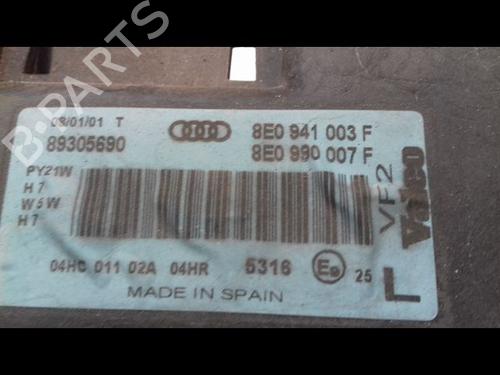 B-PARTS
08/01/01 T
89305690
8E0 941 003 F
8E0 990 007 F
PY21W
H7
W5W
H7
04HC 011 02A 04HR 5316 E9 25
MADE IN SPAIN
L
VF2
Valeo